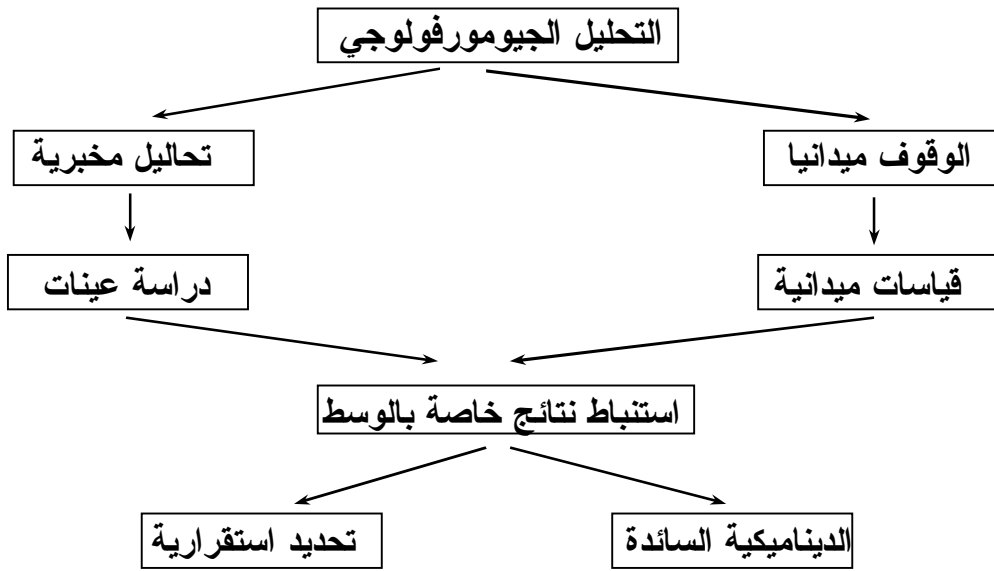 التحليل الجيومورفولوجي
الوقوف ميدانيا
تحاليل مخبرية
قياسات ميدانية
دراسة عينات
استنباط نتائج خاصة بالوسط
الديناميكية السائدة
تحديد استقرارية